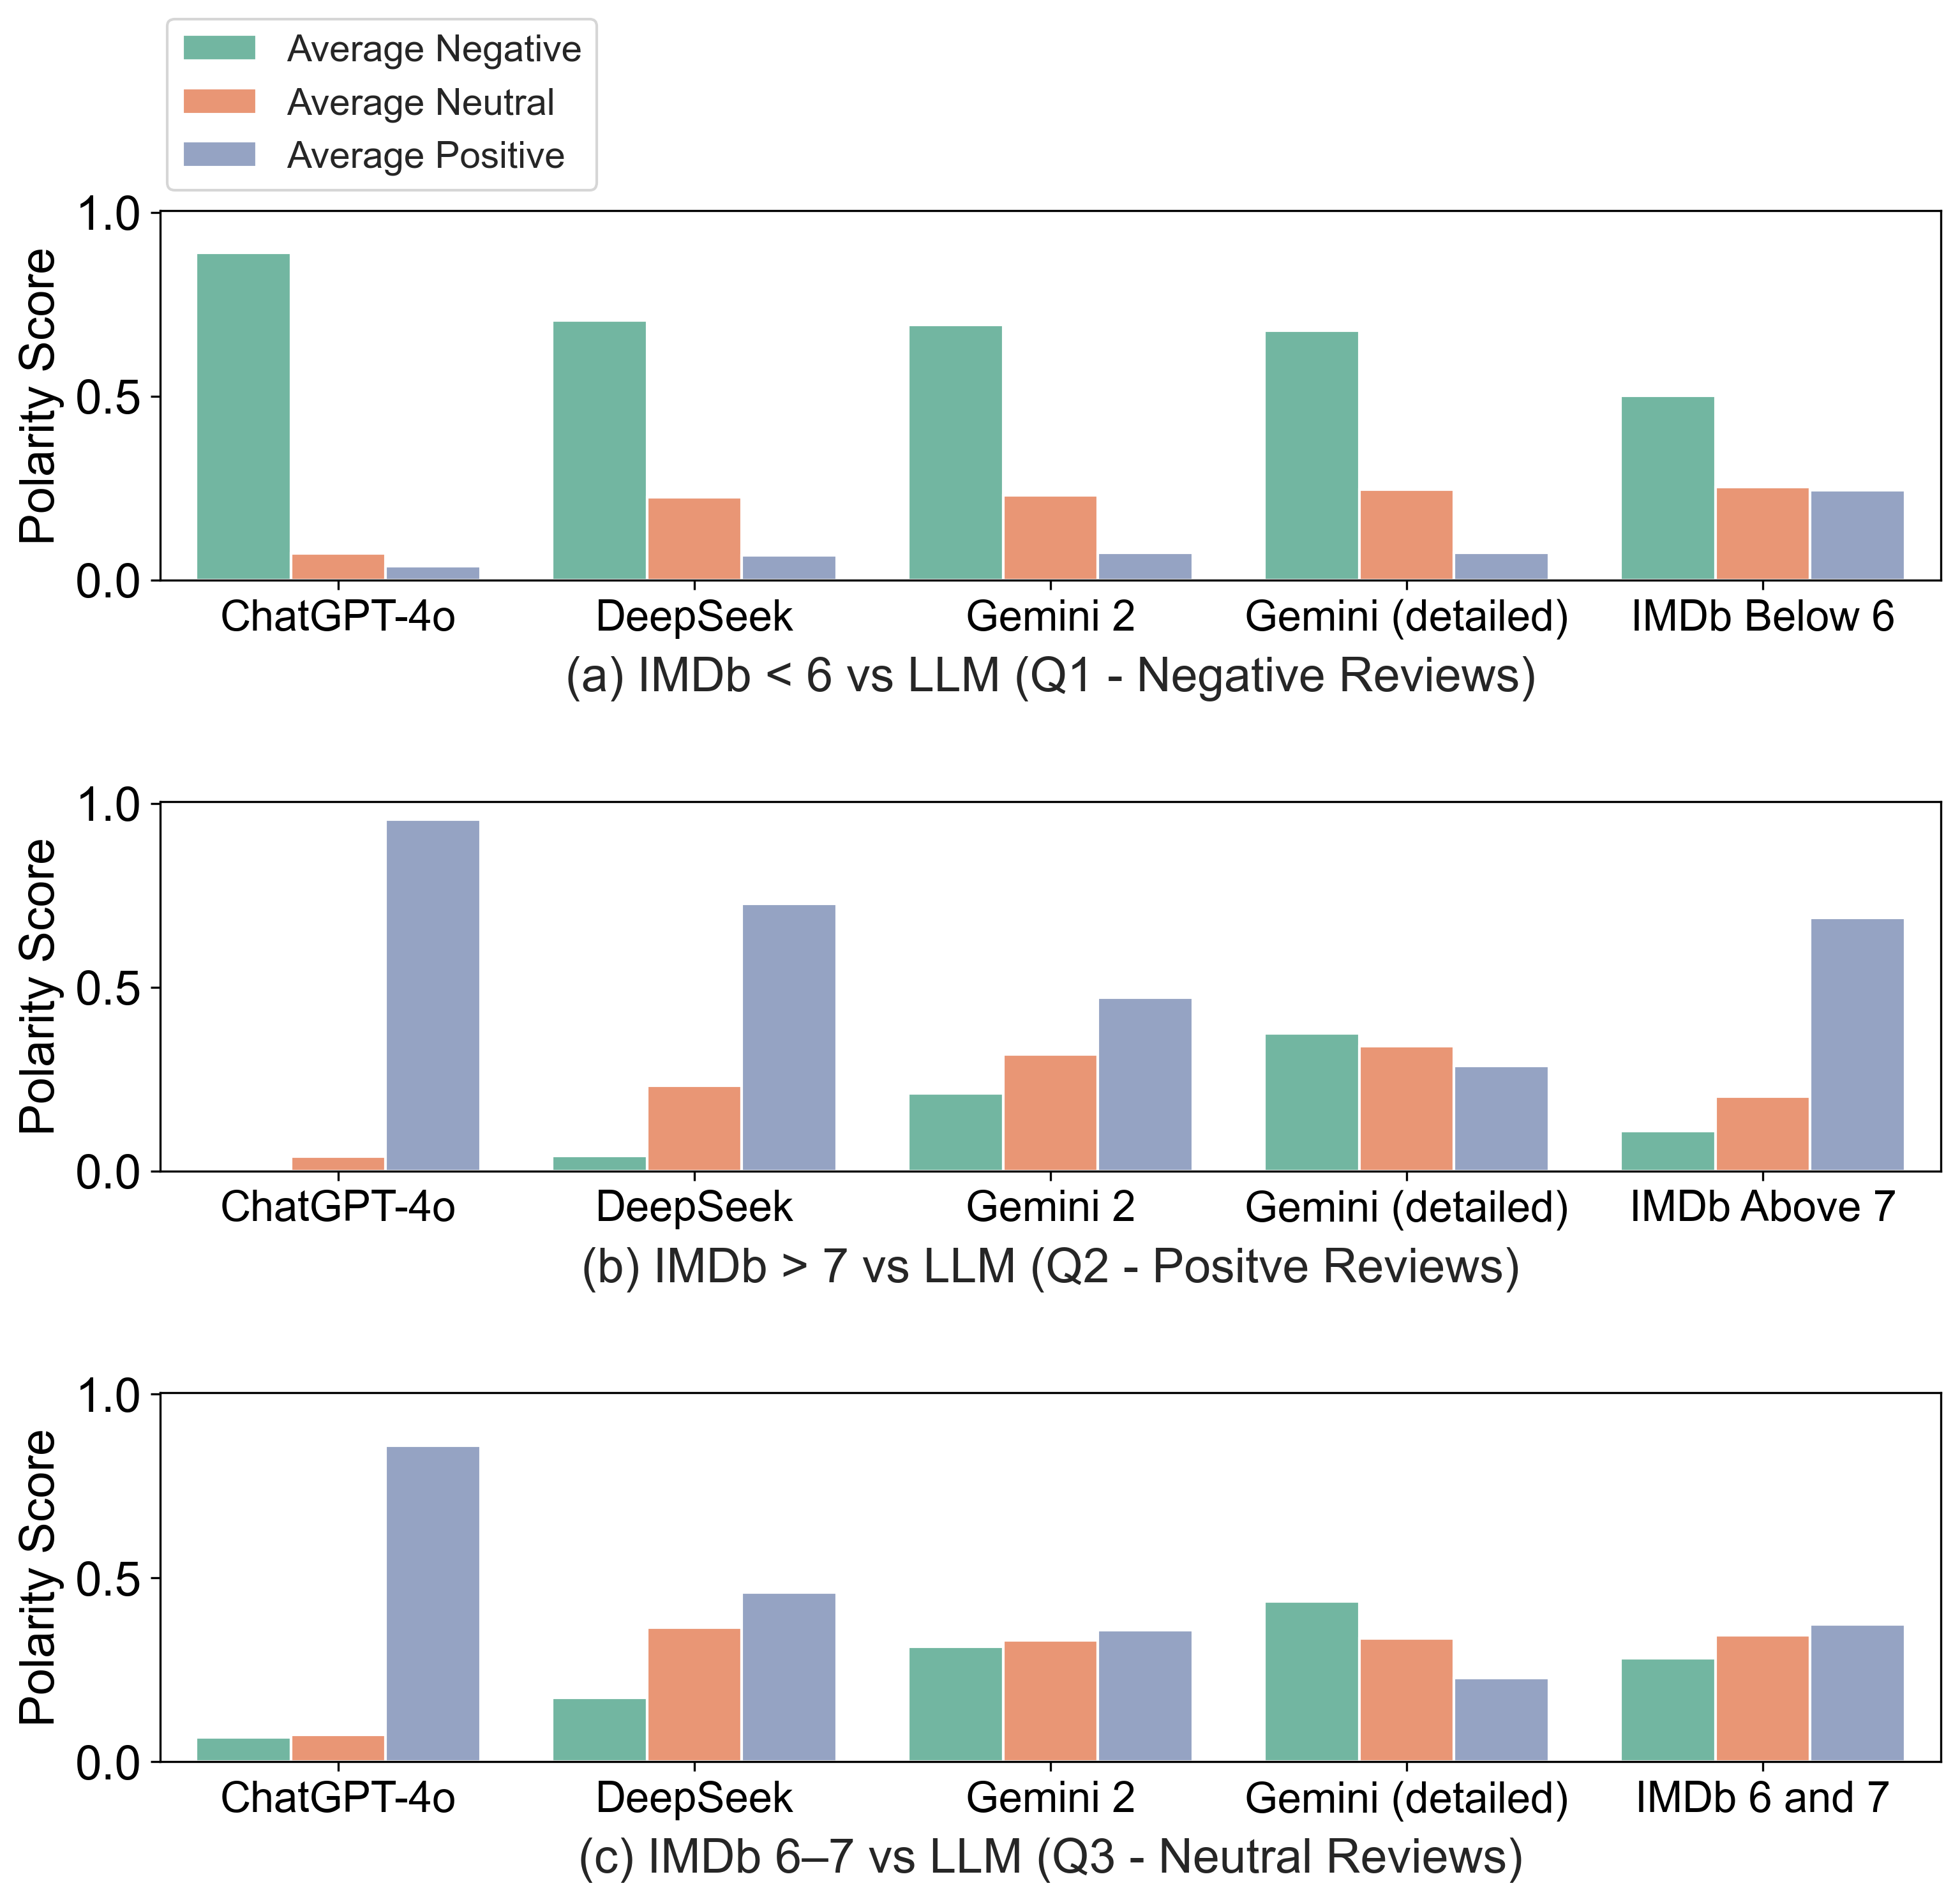 Average Negative
Average Neutral
Average Positive
1.0
0.5
0.0
Polarity Score
ChatGPT-4o DeepSeek Gemini 2 Gemini (detailed) IMDb Below 6
(a) IMDb < 6 vs LLM (Q1 - Negative Reviews)
1.0
0.5
0.0
Polarity Score
ChatGPT-4o DeepSeek Gemini 2 Gemini (detailed) IMDb Above 7
(b) IMDb > 7 vs LLM (Q2 - Positve Reviews)
1.0
0.5
0.0
Polarity Score
ChatGPT-4o DeepSeek Gemini 2 Gemini (detailed) IMDb 6 and 7
(c) IMDb 6–7 vs LLM (Q3 - Neutral Reviews)